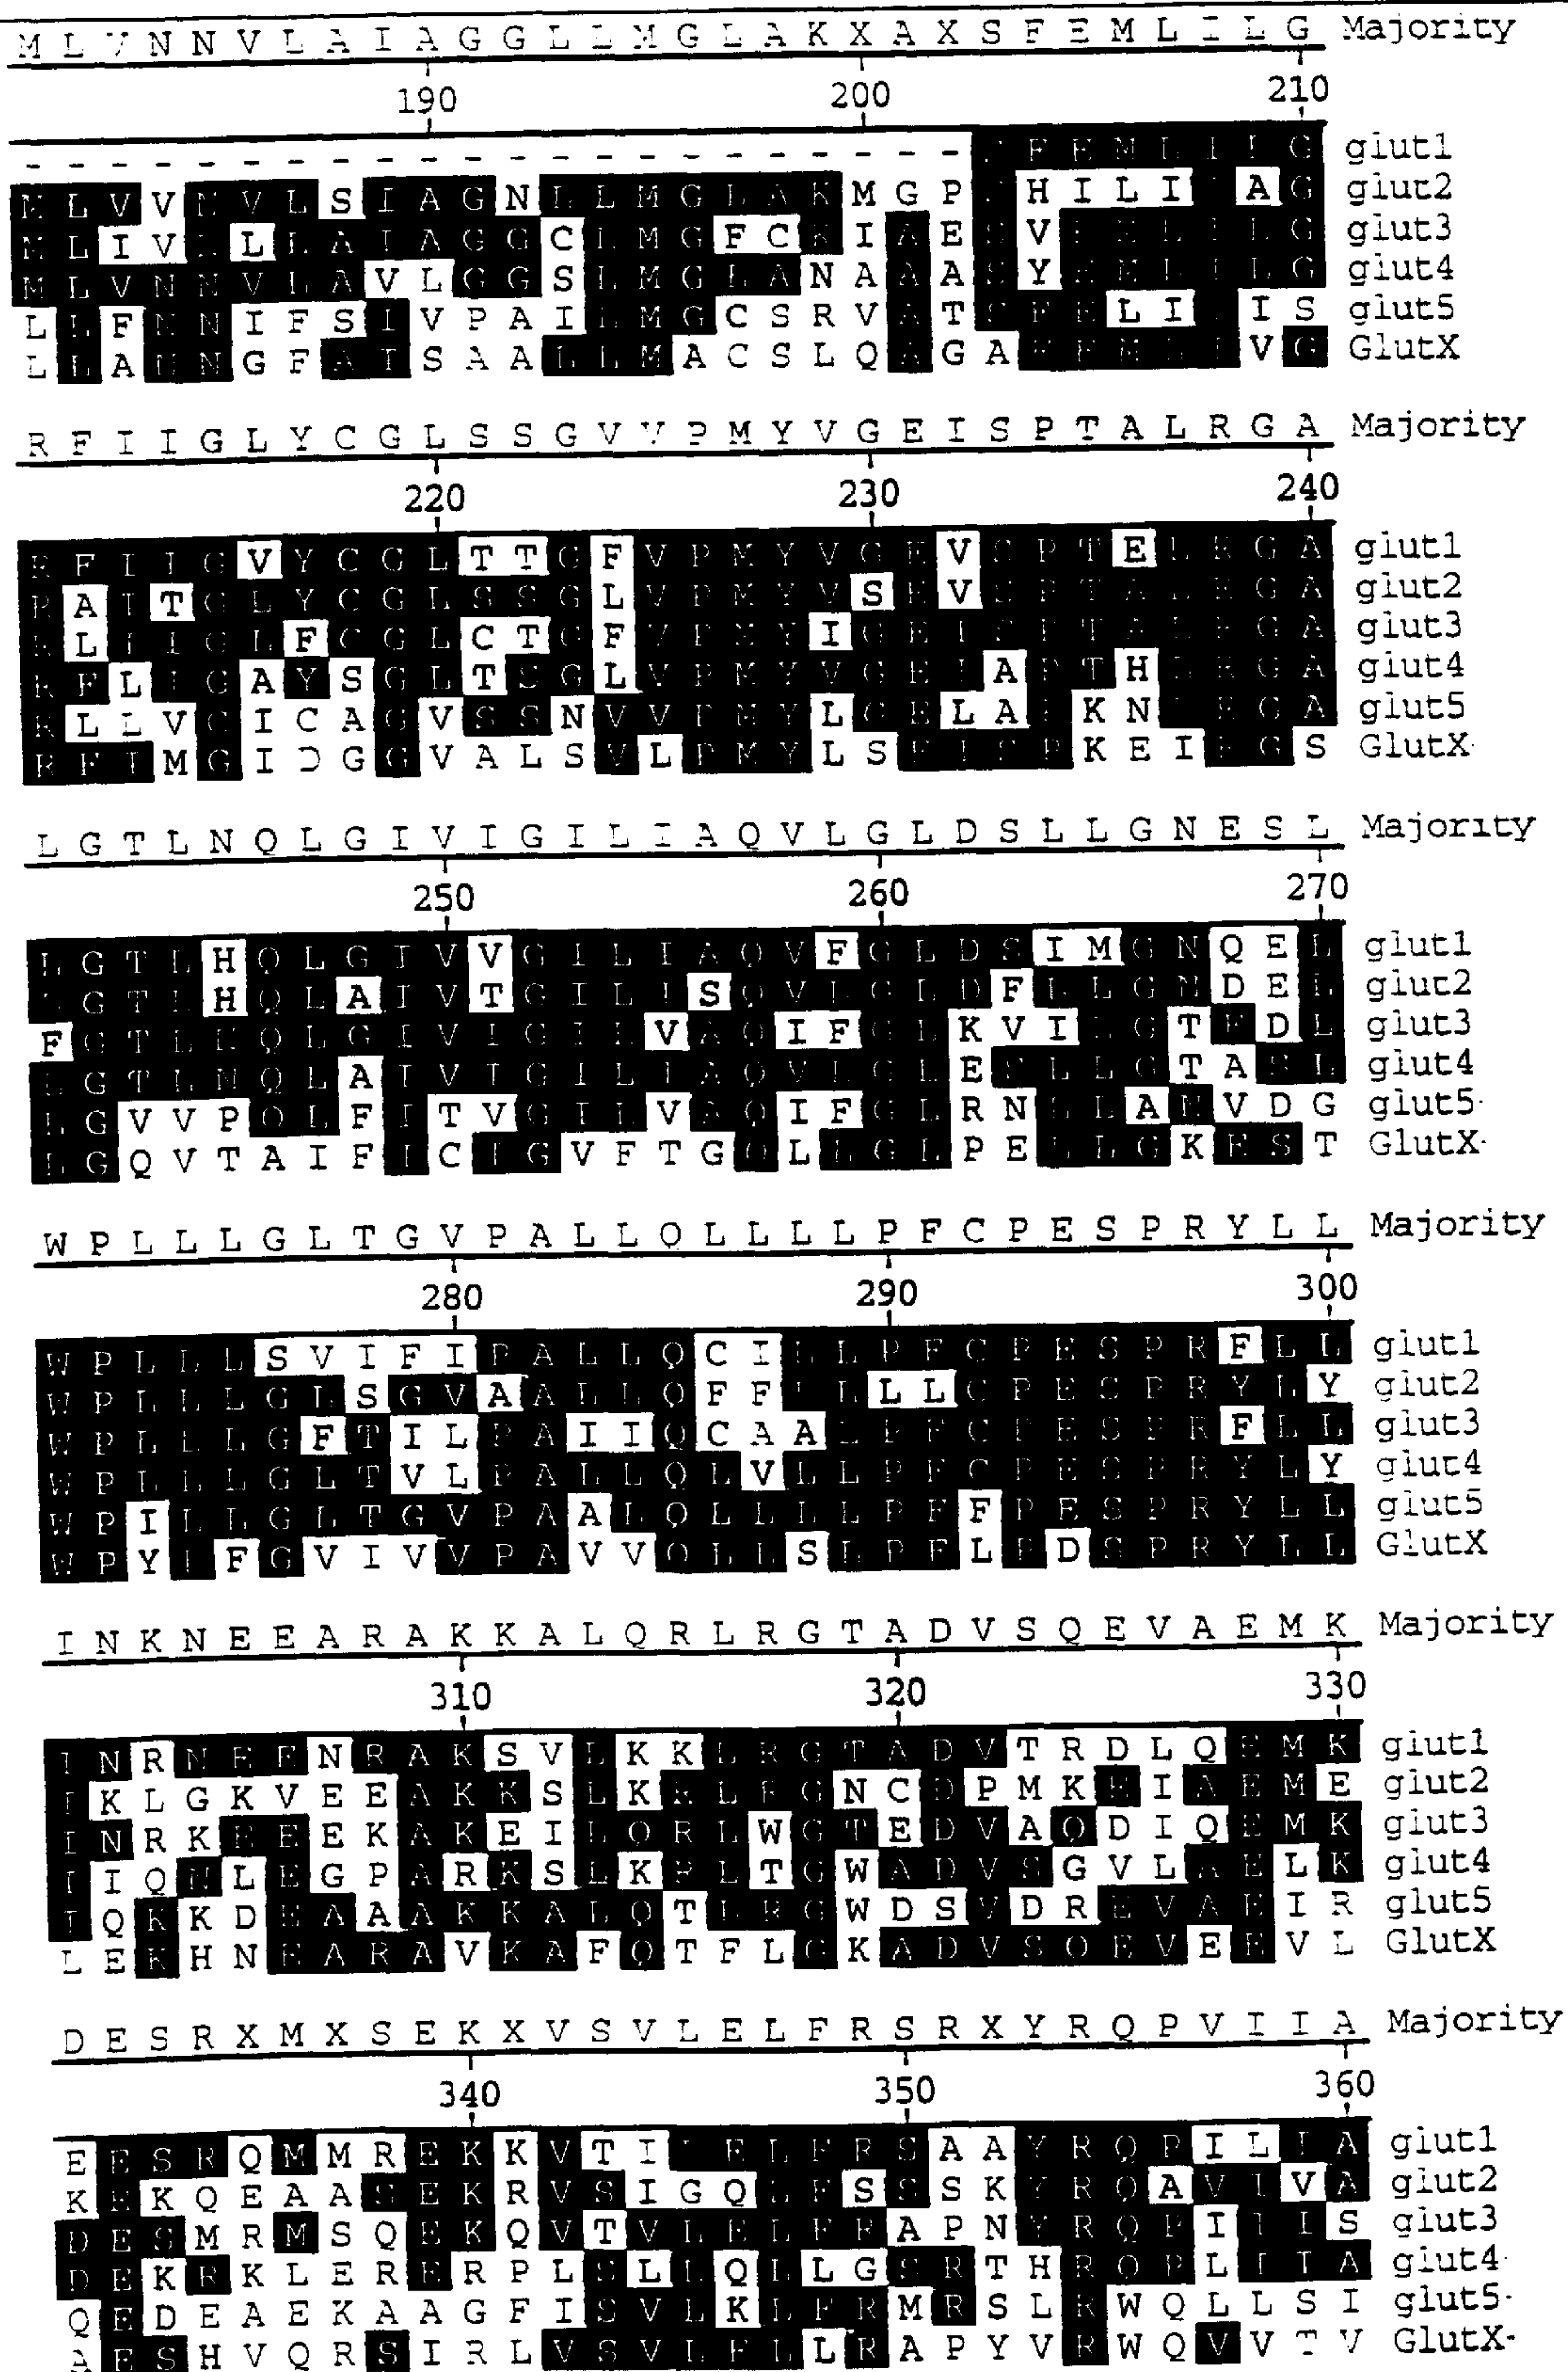 M L V N N V L A I A G G L L M G L A K X A X S F E M L I L G Majority
190 200 210
- - - - - - - - - - - - - - - - - - - - - - F E M L I L G glut1
M L V V N V L S I A G N L L M G L A K M G P H I L I A G glut2
M L I V L L A I A G G C L M G F C K I A E S V E L L G glut3
M L V N N V L A V L G G S L M G L A N A A A S Y E M L I L G glut4
L L F N N I F S I V P A I L M G C S R V A T S F E L I I S glut5
L L A N N G F A I S A A L L M A C S L Q A G A F E M L I V G GlutX
R F I I G L Y C G L S S G V V P M Y V G E I S P T A L R G A Majority
220 230 240
R F I I G V Y C G L T T G F V P M Y V G E V S P T E L R G A glut1
R A I T G L Y C G L S S G L V P M Y V S E V S P T A L R G A glut2
R L I I G L F C G L C T G F V P M Y I G E I S P T A L R G A glut3
R F L I G A Y S G L T S G L V P M Y V G E I A P T H L R G A glut4
R L L V G I C A G V S S N V V P M Y L G E L A P K N L R G A glut5
R F I M G I D G G V A L S V L P M Y L S E I S P K E I R G S GlutX
L G T L N Q L G I V I G I L I A Q V L G L D S L L G N E S L Majority
250 260 270
L G T L H Q L G I V V G I L I A Q V F G L D S I M G N Q E L glut1
L G T L H Q L A I V T G I L I S Q V L G L D F L L G N D E L glut2
F G T L N Q L G I V I G I L V A Q I F G L K V I L G T E D L glut3
L G T L N Q L A I V I G I L I A Q V L G L E S L L G T A S L glut4
L G V V P Q L F I T V G I L V A Q I F G L R N L L A N V D G glut5
L G Q V T A I F I C I G V F T G Q L L G L P E L L G K E S T GlutX
W P L L L G L T G V P A L L Q L L L L P F C P E S P R Y L L Majority
280 290 300
W P L L L S V I F I P A L L Q C I L L P F C P E S P R F L L glut1
W P L L L G L S G V A A L L Q F F L L L L C P E S P R Y L Y glut2
W P L L L G F T I L P A I I Q C A A L P F C P E S P R F L L glut3
W P L L L G L T V L P A L L Q L V L L P F C P E S P R Y L Y glut4
W P I L L G L T G V P A A L Q L L L L P F F P E S P R Y L L glut5
W P Y L F G V I V V P A V V Q L L S L P F L P D S P R Y L L GlutX
I N K N E E A R A K K A L Q R L R G T A D V S Q E V A E M K Majority
310 320 330
I N R N E E N R A K S V L K K L R G T A D V T R D L Q E M K glut1
I K L G K V E E A K K S L K R L R G N C D P M K E I A E M E glut2
I N R K E E E K A K E I L Q R L W G T E D V A Q D I Q E M K glut3
I I Q N L E G P A R K S L K R L T G W A D V S G V L A E L K glut4
I Q K K D E A A A K K A L Q T L R G W D S V D R E V A E I R glut5
L E K H N E A R A V K A F Q T F L G K A D V S Q E V E E V L GlutX
D E S R X M X S E K X V S V L E L F R S R X Y R Q P V I I A Majority
340 350 360
E E S R Q M M R E K K V T I L E L F R S A A Y R Q P I L I A glut1
K E K Q E A A S E K R V S I G Q L F S S S K Y R Q A V I V A glut2
D E S M R M S Q E K Q V T V L E L F R A P N Y R Q P I I I S glut3
D E K R K L E R E R P L S L L Q L L G S R T H R Q P L I I A glut4
Q E D E A E K A A G F I S V L K L F R M R S L R W Q L L S I glut5
A E S H V Q R S I R L V S V L E L L R A P Y V R W Q V V T V GlutX